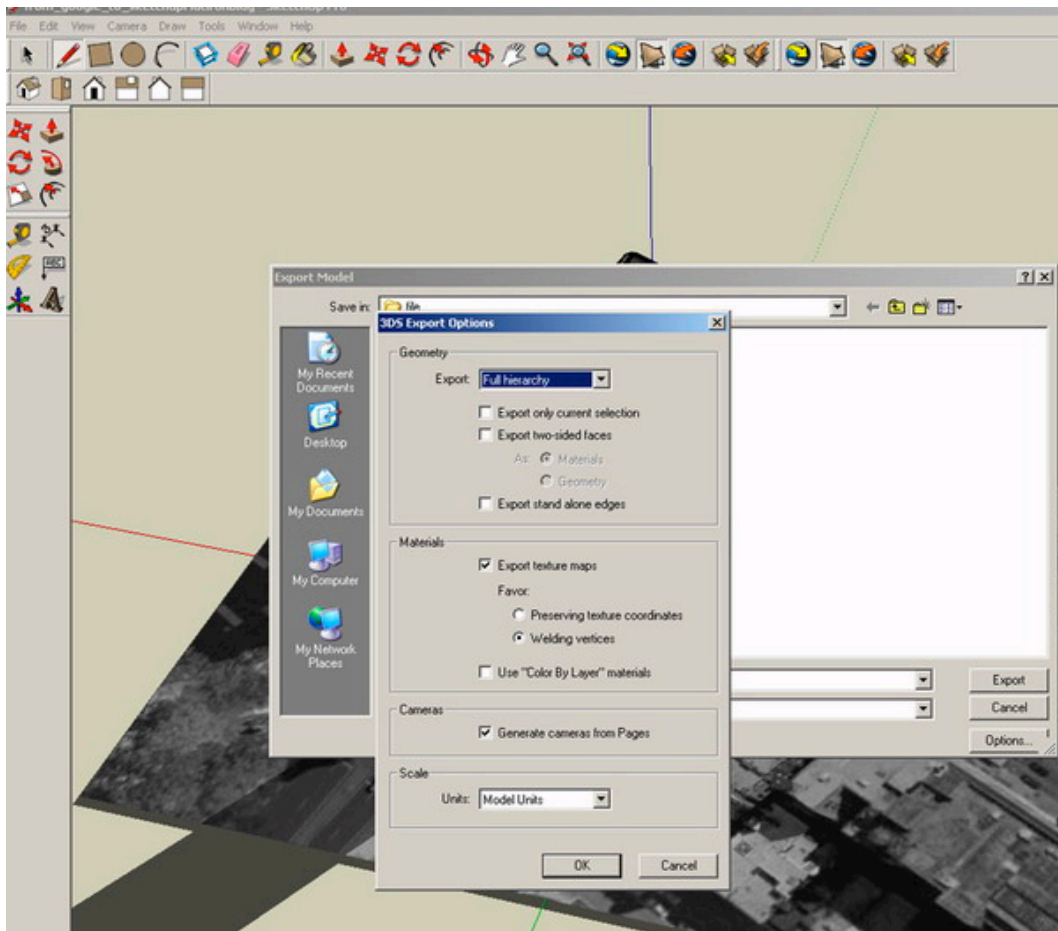 File Edit View Camera Draw Tools Window Help
ABC
Export Model
Save in: file
3DS Export Options
My Recent
Documents
Desktop
My Documents
My Computer
My Network
Places
Geometry
Export: Full hierarchy
Export only current selection
Export two-sided faces
As: Materials
Geometry
Export stand alone edges
Materials
Export texture maps
Favor:
Preserving texture coordinates
Welding vertices
Use "Color By Layer" materials
Cameras
Generate cameras from Pages
Scale
Units: Model Units
OK Cancel
Export
Cancel
Options...